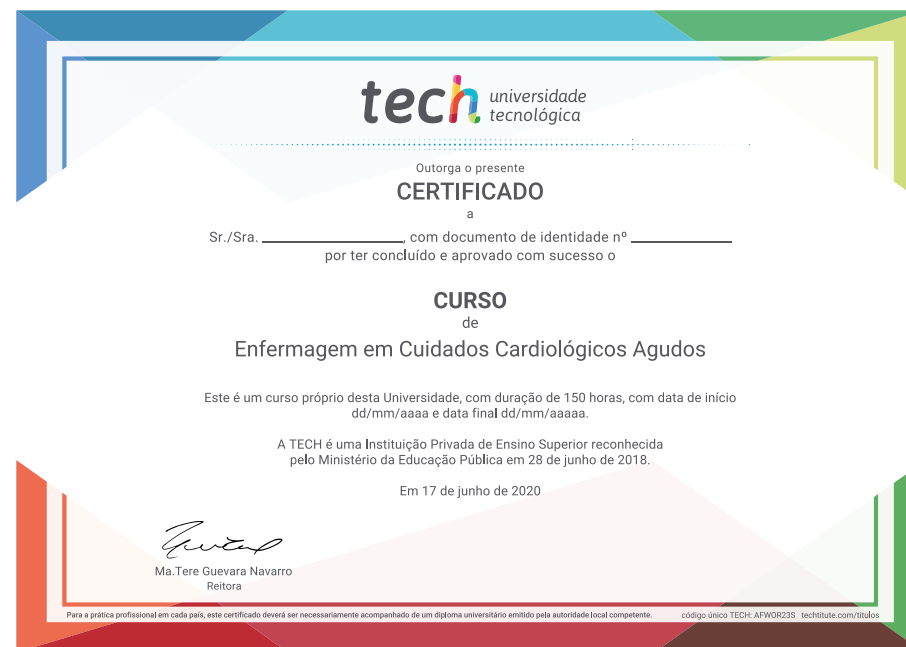 tech universidade
tecnológica
Outorga o presente
CERTIFICADO
a
Sr./Sra. ____________________, com documento de identidade nº ______________
por ter concluído e aprovado com sucesso o
CURSO
de
Enfermagem em Cuidados Cardiológicos Agudos
Este é um curso próprio desta Universidade, com duração de 150 horas, com data de início
dd/mm/aaaa e data final dd/mm/aaaaa.
A TECH é uma Instituição Privada de Ensino Superior reconhecida
pelo Ministério da Educação Pública em 28 de junho de 2018.
Em 17 de junho de 2020
Ma.Tere Guevara Navarro
Reitora
Para a prática profissional em cada país, este certificado deverá ser necessariamente acompanhado de um diploma universitário emitido pela autoridade local competente. código único TECH: AFWOR23S techtitute.com/titulos